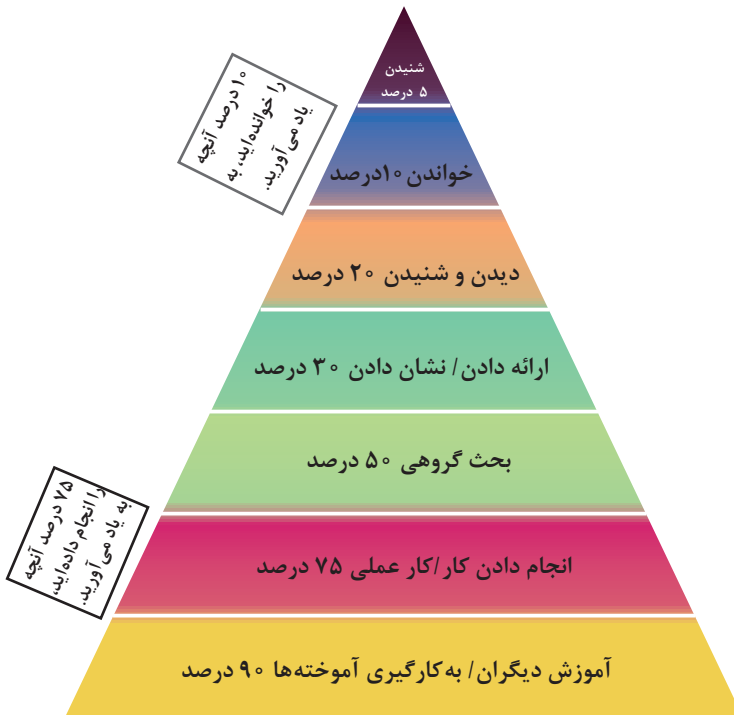 شنیدن
۵ درصد
۱۰ درصد آنچه
را خوانده‌اید، به
یاد می‌آورید.
خواندن ۱۰درصد
دیدن و شنیدن ۲۰ درصد
ارائه دادن/ نشان دادن ۳۰ درصد
بحث گروهی ۵۰ درصد
۷۵ درصد آنچه
را انجام داده‌اید،
به یاد می‌آورید.
انجام دادن کار/کار عملی ۷۵ درصد
آموزش دیگران/ به‌کارگیری آموخته‌ها ۹۰ درصد